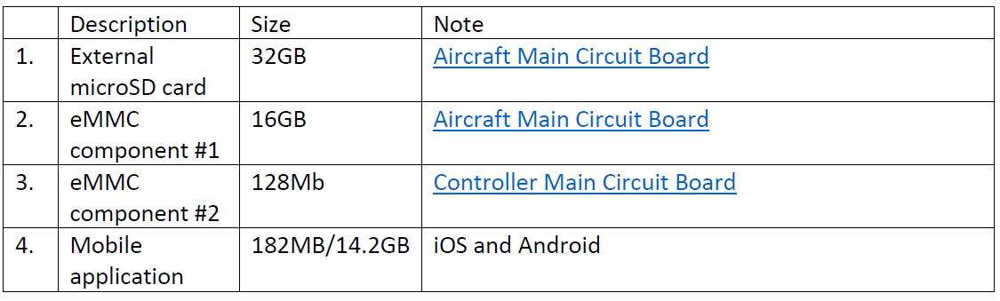 Description Size Note
1. External microSD card 32GB Aircraft Main Circuit Board
2. eMMC component #1 16GB Aircraft Main Circuit Board
3. eMMC component #2 128Mb Controller Main Circuit Board
4. Mobile application 182MB/14.2GB iOS and Android